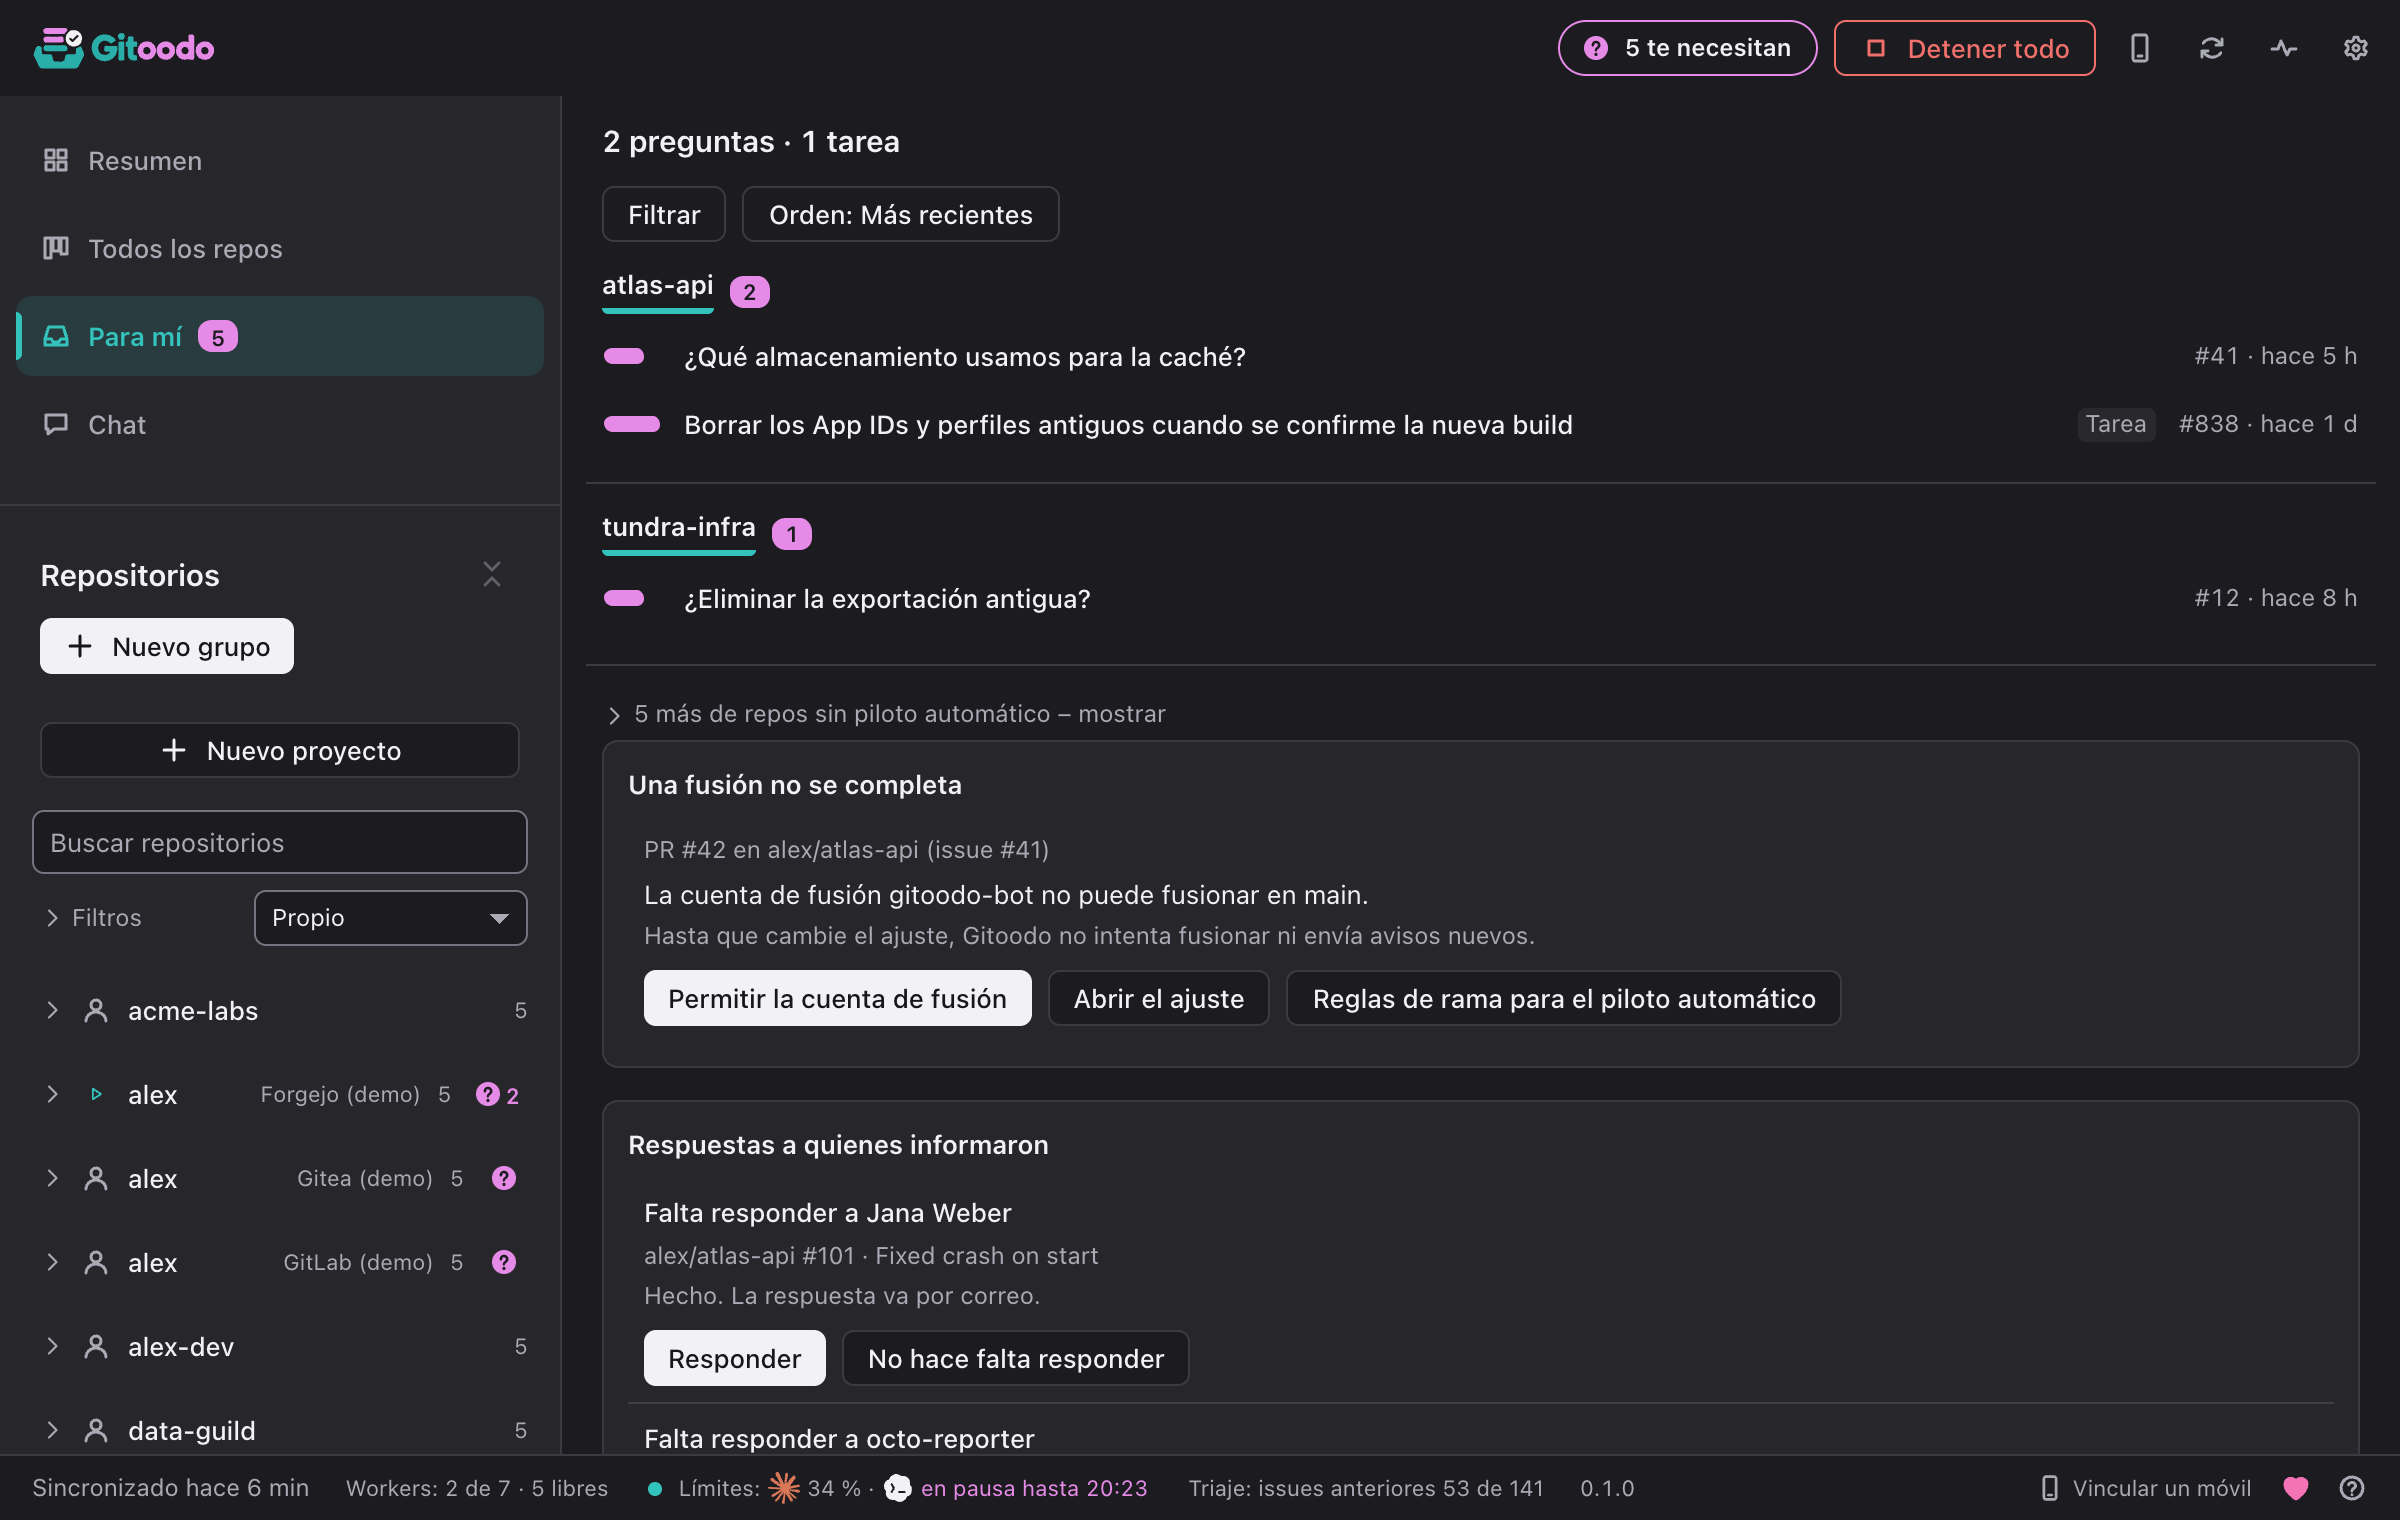 Gitoodo
5 te necesitan
Detener todo
Resumen
Todos los repos
Para mí 5
Chat
Repositorios
Nuevo grupo
Nuevo proyecto
Buscar repositorios
Filtros
Propio
acme-labs 5
alex Forgejo (demo) 5 ? 2
alex Gitea (demo) 5 ?
alex GitLab (demo) 5 ?
alex-dev 5
data-guild 5
2 preguntas · 1 tarea
Filtrar
Orden: Más recientes
atlas-api 2
¿Qué almacenamiento usamos para la caché? #41 · hace 5 h
Borrar los App IDs y perfiles antiguos cuando se confirme la nueva build Tarea #838 · hace 1 d
tundra-infra 1
¿Eliminar la exportación antigua? #12 · hace 8 h
5 más de repos sin piloto automático – mostrar
Una fusión no se completa
PR #42 en alex/atlas-api (issue #41)
La cuenta de fusión gitoodo-bot no puede fusionar en main.
Hasta que cambie el ajuste, Gitoodo no intenta fusionar ni envía avisos nuevos.
Permitir la cuenta de fusión
Abrir el ajuste
Reglas de rama para el piloto automático
Respuestas a quienes informaron
Falta responder a Jana Weber
alex/atlas-api #101 · Fixed crash on start
Hecho. La respuesta va por correo.
Responder
No hace falta responder
Falta responder a octo-reporter
Sincronizado hace 6 min
Workers: 2 de 7 · 5 libres
Límites: 34 % · en pausa hasta 20:23
Triaje: issues anteriores 53 de 141
0.1.0
Vincular un móvil